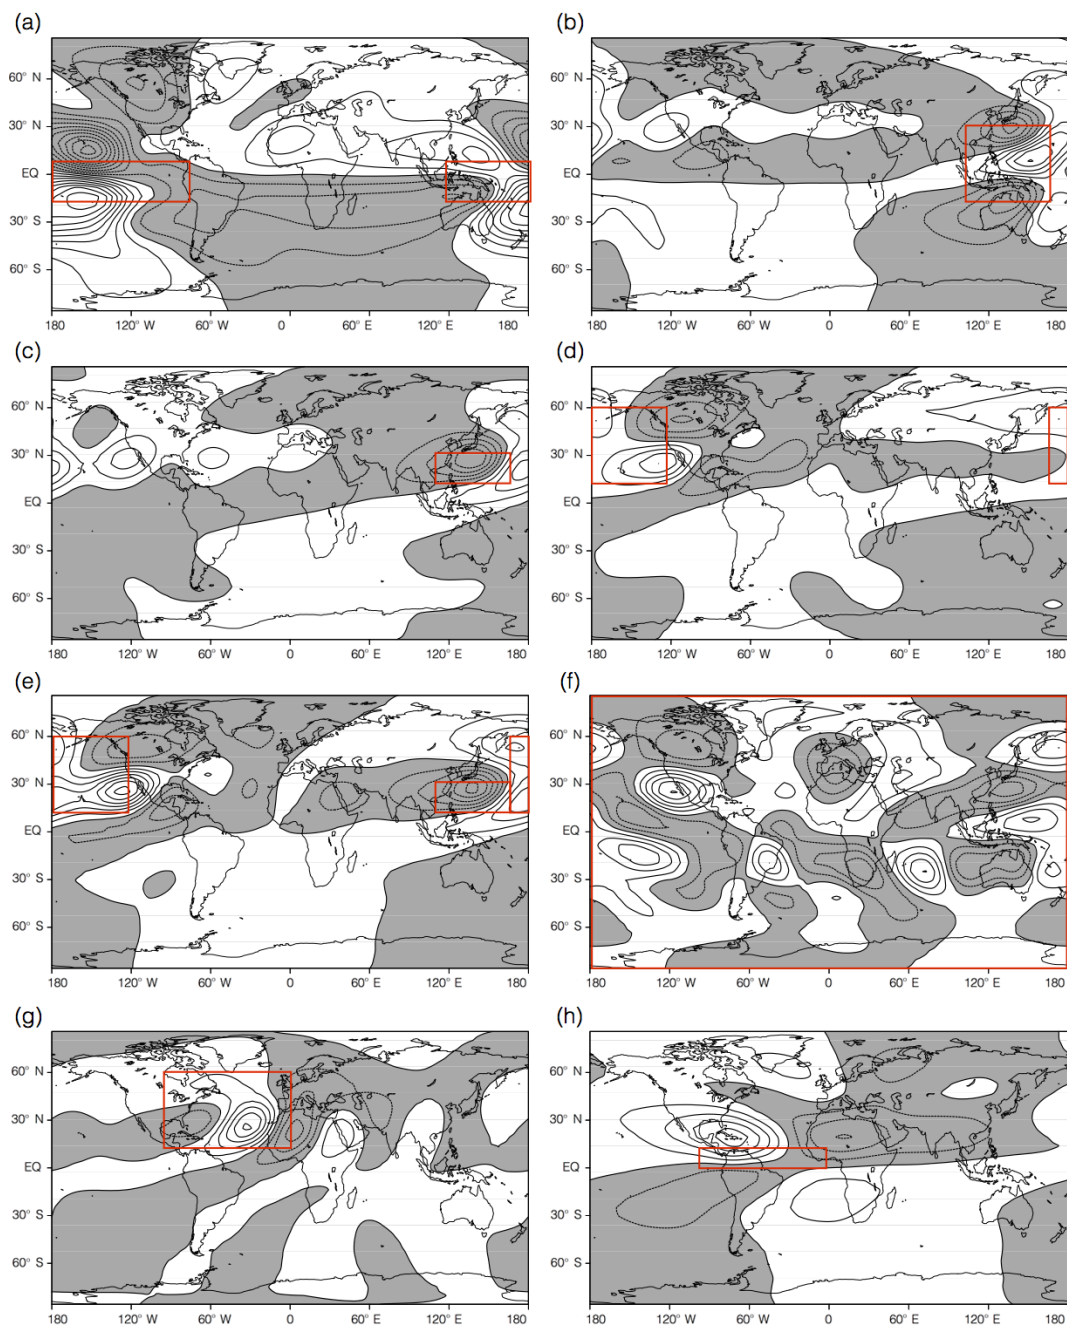 (a) (b)
60° N 60° N
30° N 30° N
EQ EQ
30° S 30° S
60° S 60° S
180 120° W 60° W 0 60° E 120 E 180 180 120° W 60° W 0 60° E 120° E 180
(c) (d)
60° N 60° N
30° N 30° N
EQ EQ
30° S 30° S
60° S 60° S
180 120° W 60° W 0 60° E 120° E 180 180 120° W 60° W 0 60° E 120° E 180
(e) (f)
60° N 60° N
30° N 30° N
EQ EQ
30° S 30° S
60° S 60° S
180 120° W 60° W 0 60° E 120° E 180 180 120° W 60° W 0 60° E 120° E 180
(g) (h)
60° N 60° N
30° N 30° N
EQ EQ
30° S 30° S
60° S 60° S
180 120° W 60° W 0 60° E 120° E 180 180 120° W 60° W 0 60° E 120° E 180